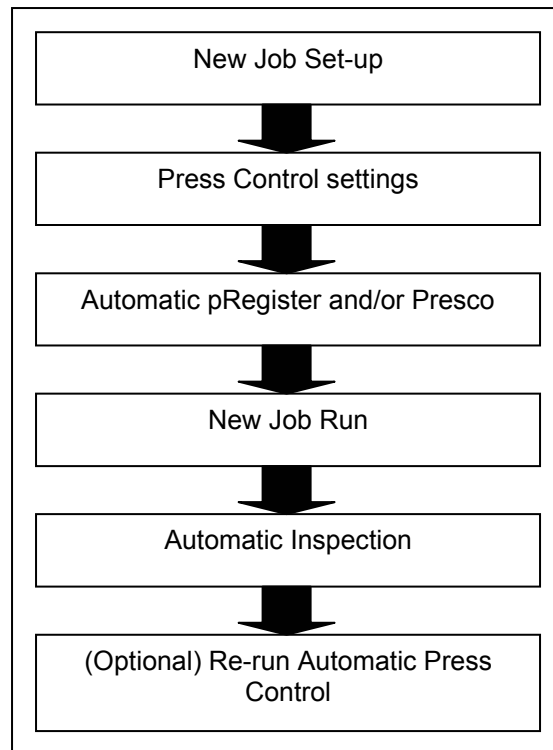 New Job Set-up
Press Control settings
Automatic pRegister and/or Presco
New Job Run
Automatic Inspection
(Optional) Re-run Automatic Press
Control